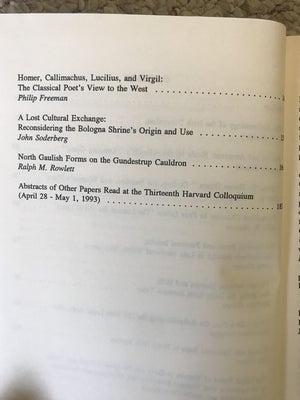 Homer, Callimachus, Lucilius, and Virgil:
The Classical Poet's View to the West
Philip Freeman
A Lost Cultural Exchange:
Reconsidering the Bologna Shrine's Origin and Use
John Soderberg
North Gaulish Forms on the Gundestrup Cauldron
Ralph M. Rowlett
Abstracts of Other Papers Read at the Thirteenth Harvard Colloquium
(April 28 - May 1, 1993)